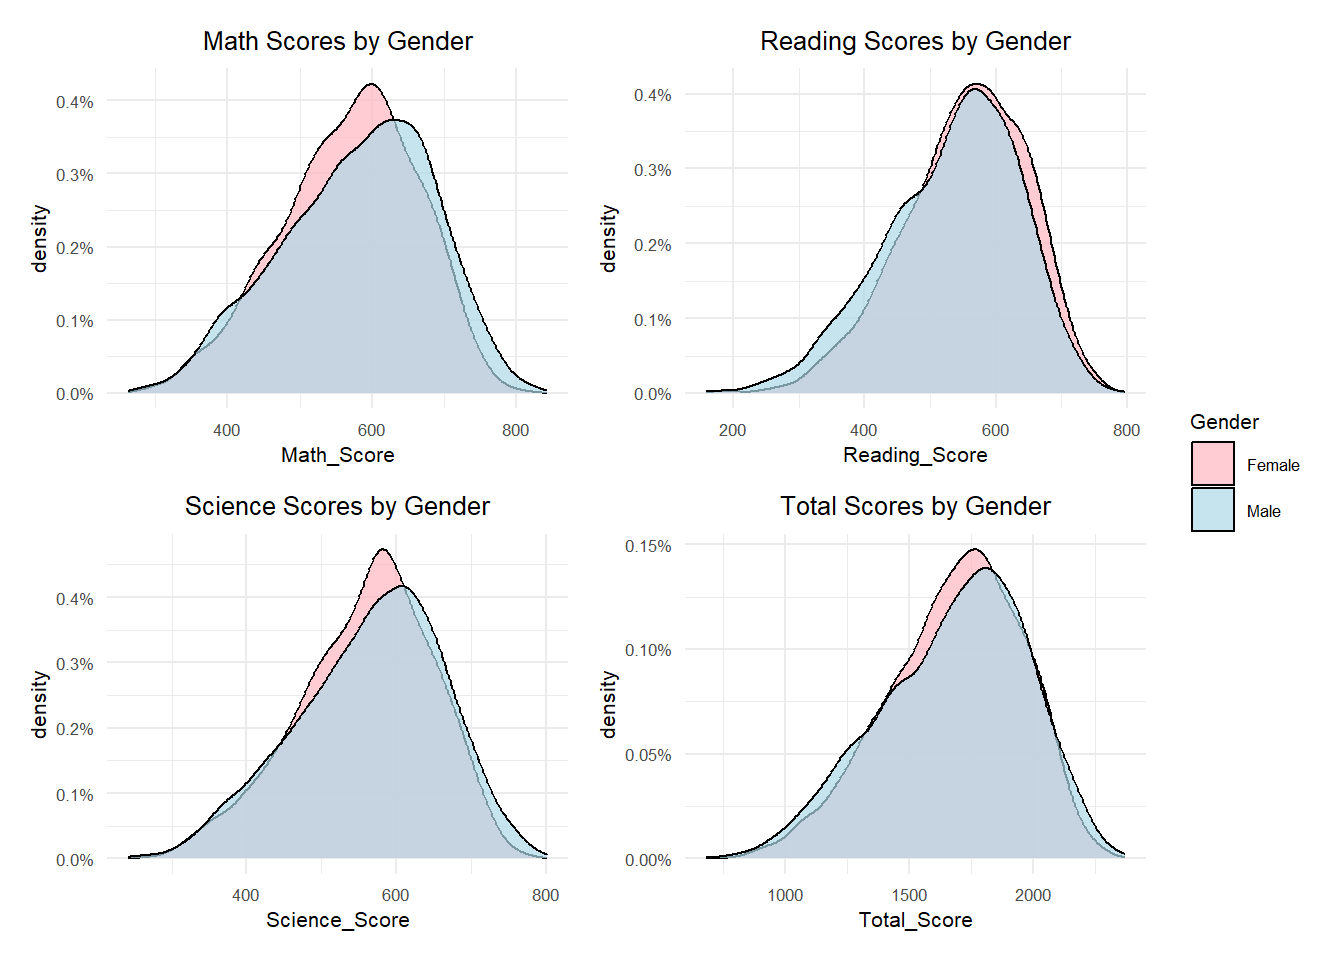 Math Scores by Gender
0.4%
0.3%
0.2%
0.1%
0.0%
density
400 600 800
Math_Score
Reading Scores by Gender
0.4%
0.3%
0.2%
0.1%
0.0%
density
200 400 600 800
Reading_Score
Science Scores by Gender
0.4%
0.3%
0.2%
0.1%
0.0%
density
400 600 800
Science_Score
Total Scores by Gender
0.15%
0.10%
0.05%
0.00%
density
1000 1500 2000
Total_Score
Gender
Female
Male